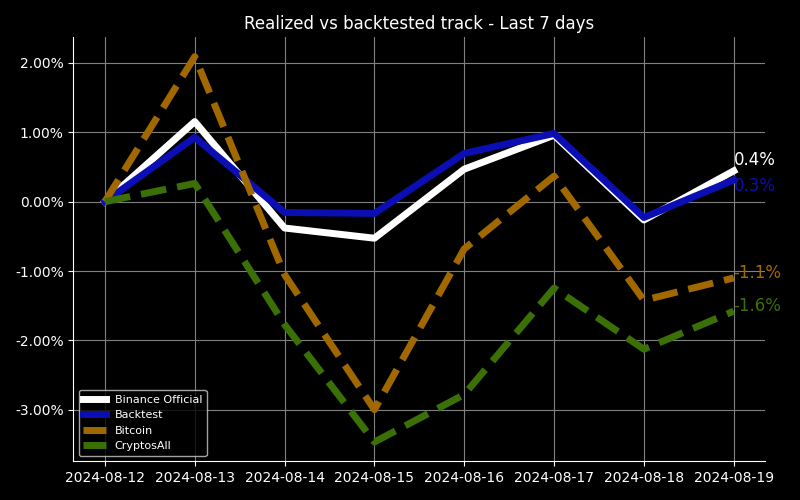 Realized vs backtested track - Last 7 days
2.00%
1.00%
0.00%
-1.00%
-2.00%
-3.00%
0.4%
0.3%
-1.1%
-1.6%
Binance Official
Backtest
Bitcoin
CryptosAll
2024-08-12 2024-08-13 2024-08-14 2024-08-15 2024-08-16 2024-08-17 2024-08-18 2024-08-19